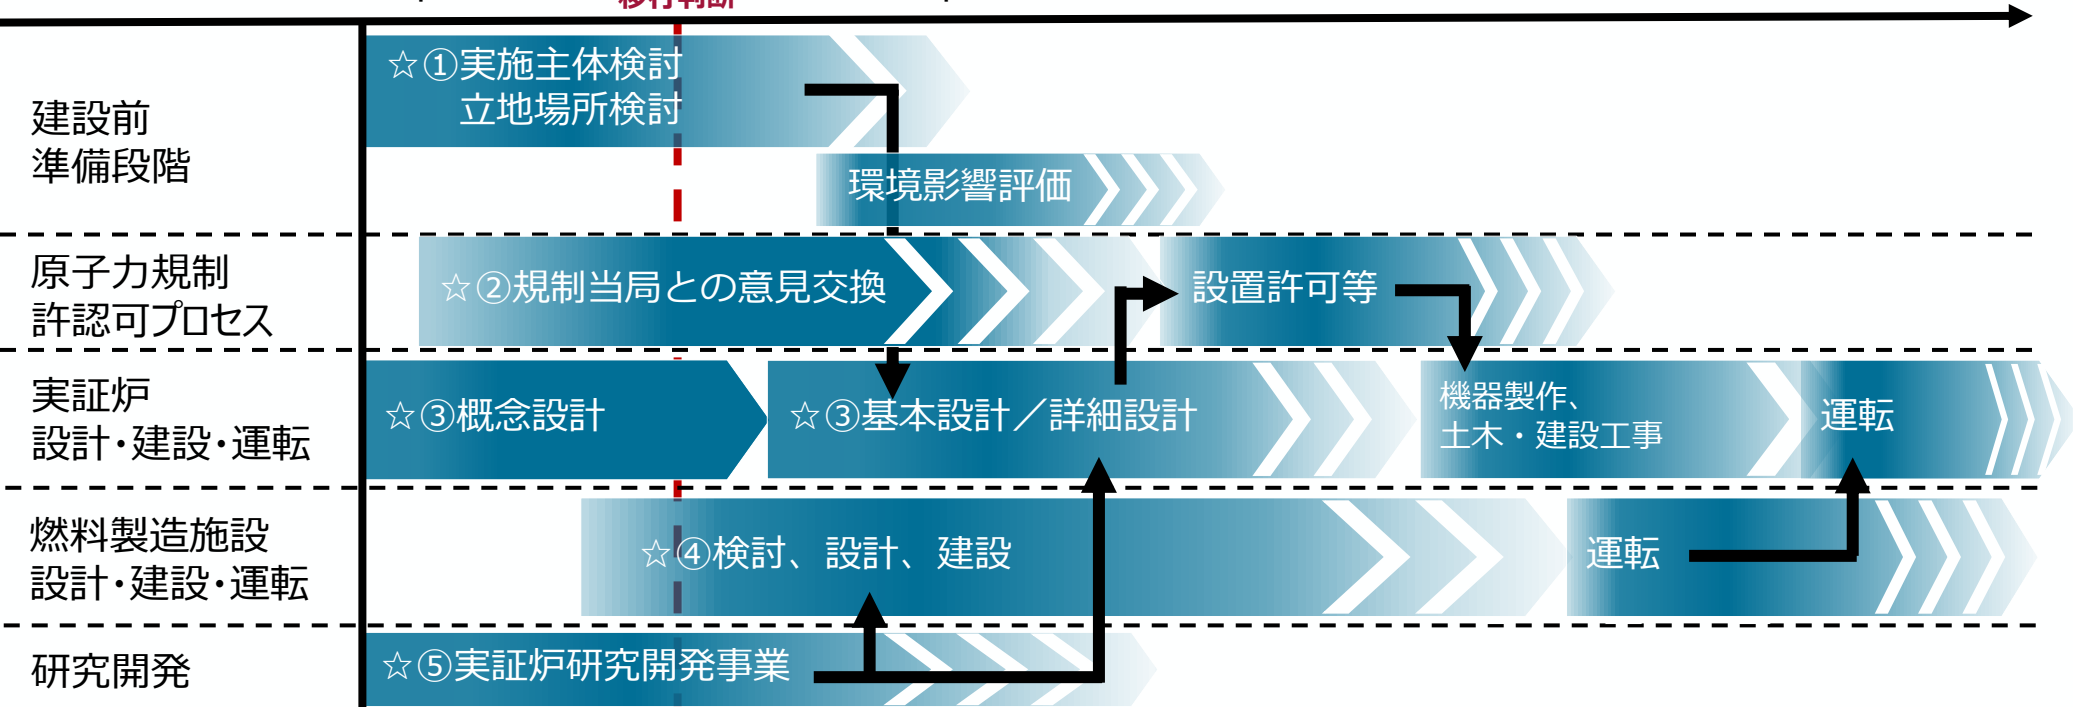 移行判断
建設前
準備段階
☆①実施主体検討
立地場所検討
環境影響評価
原子力規制
許認可プロセス
☆②規制当局との意見交換
設置許可等
実証炉
設計・建設・運転
☆③概念設計
☆③基本設計／詳細設計
機器製作、
土木・建設工事
運転
燃料製造施設
設計・建設・運転
☆④検討、設計、建設
運転
研究開発
☆⑤実証炉研究開発事業